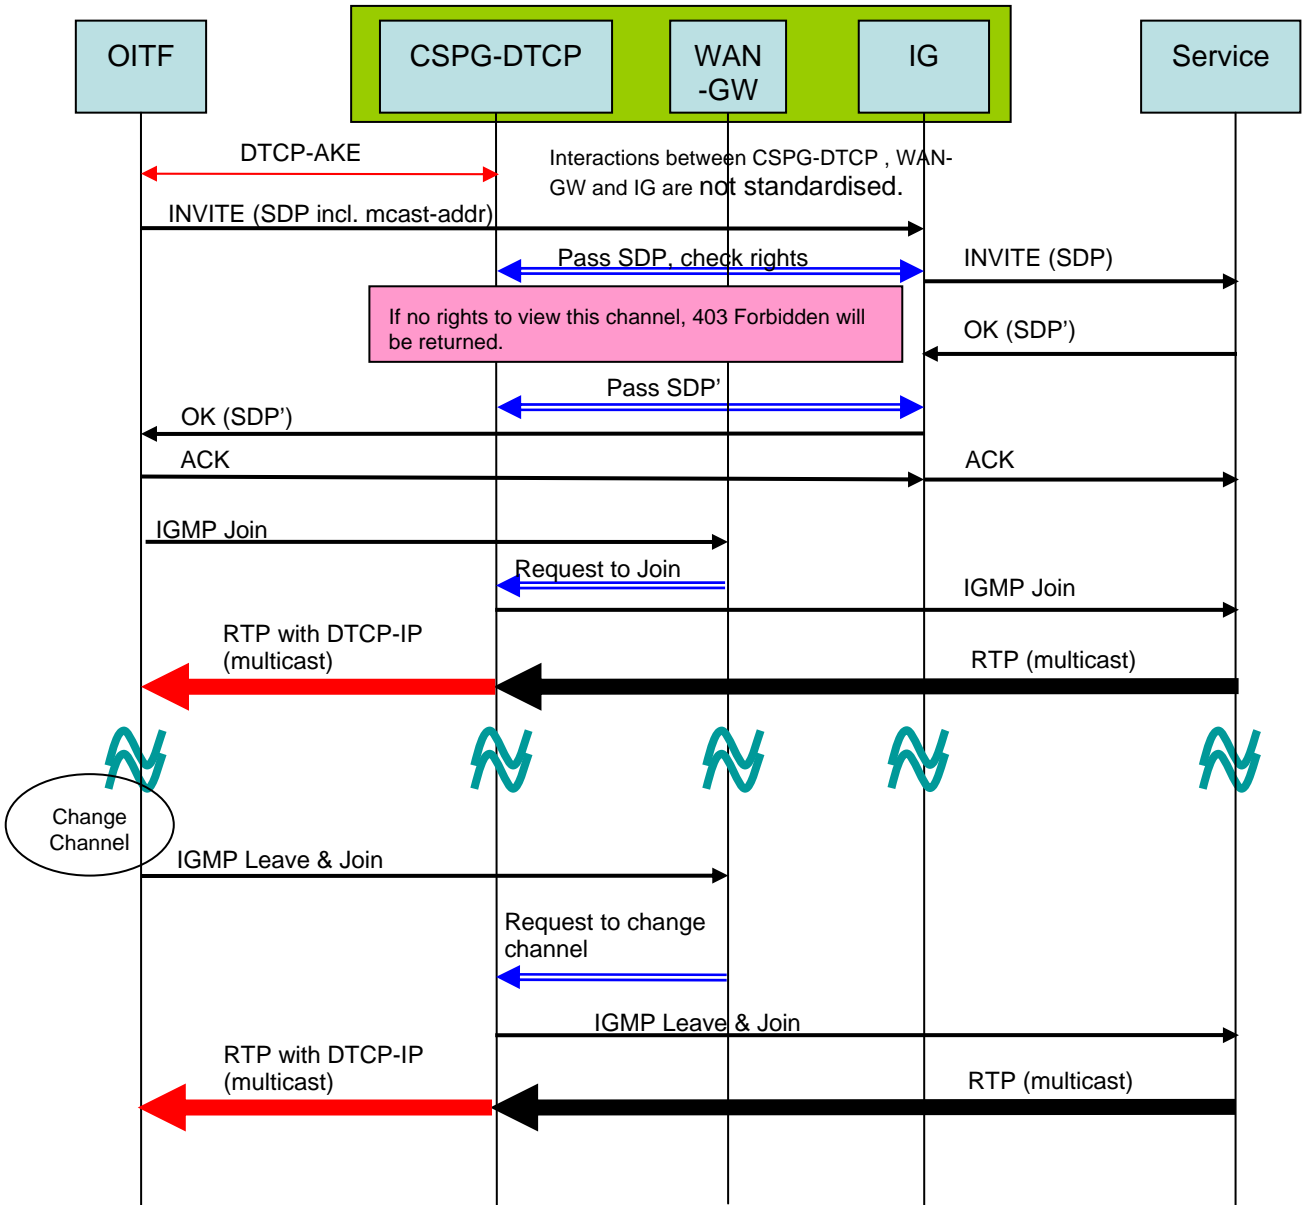 OITF
CSPG-DTCP
WAN
-GW
IG
Service
DTCP-AKE
Interactions between CSPG-DTCP , WAN-
GW and IG are not standardised.
INVITE (SDP incl. mcast-addr)
Pass SDP, check rights
INVITE (SDP)
If no rights to view this channel, 403 Forbidden will
be returned.
OK (SDP’)
Pass SDP’
OK (SDP’)
ACK
ACK
IGMP Join
Request to Join
IGMP Join
RTP with DTCP-IP
(multicast)
RTP (multicast)
Change
Channel
IGMP Leave & Join
Request to change
channel
IGMP Leave & Join
RTP with DTCP-IP
(multicast)
RTP (multicast)